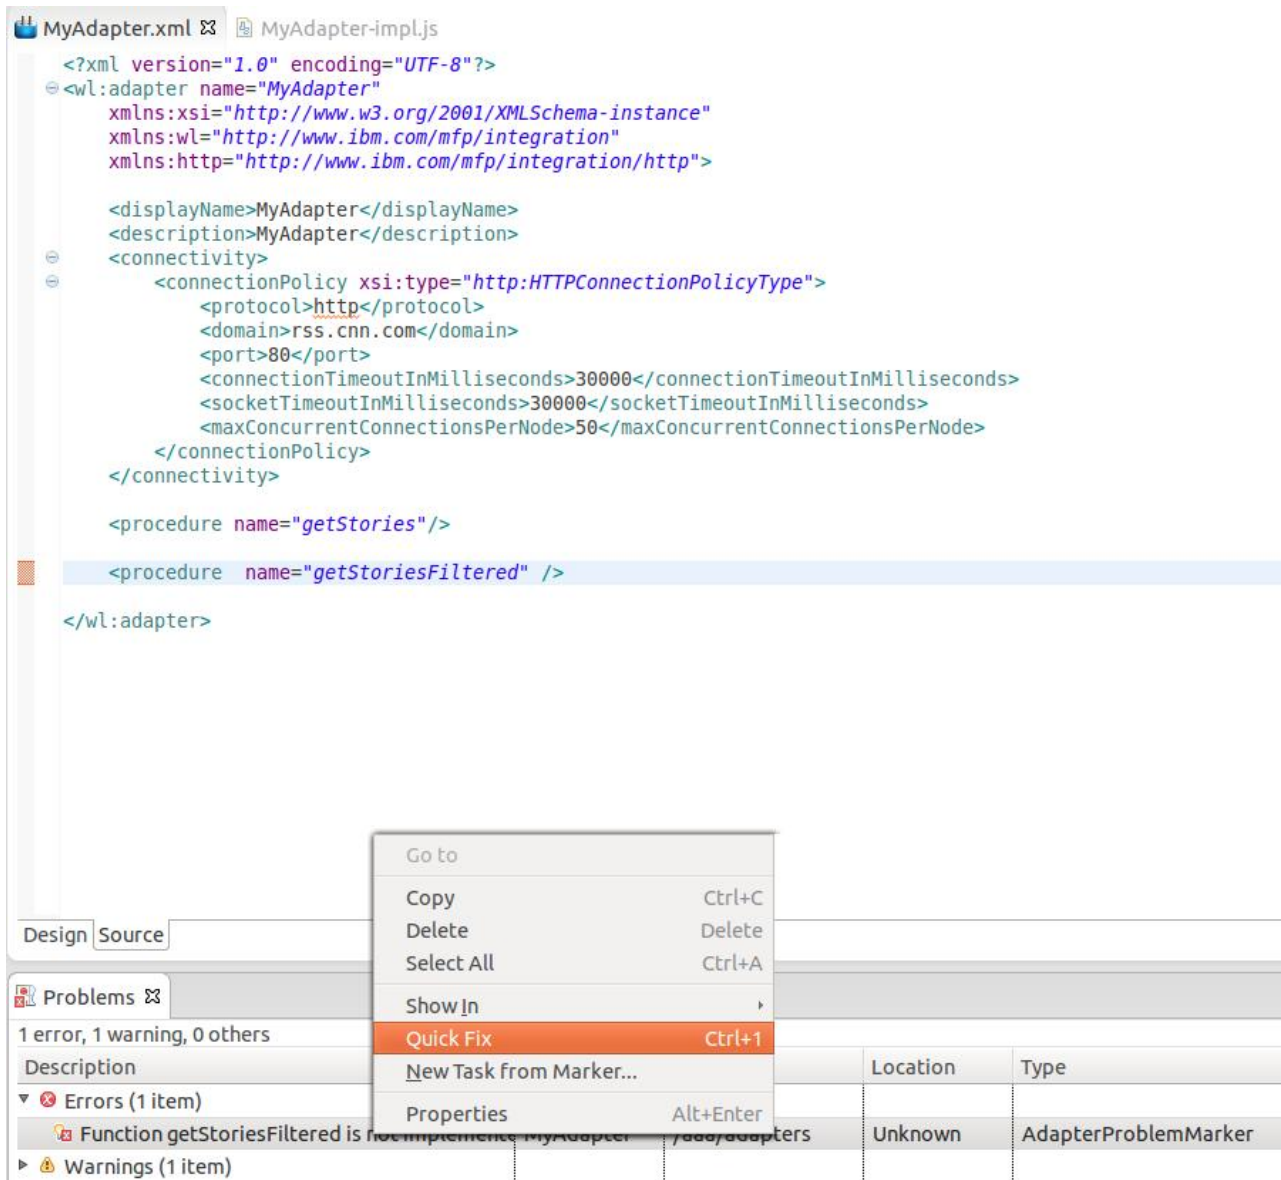 MyAdapter.xml MyAdapter-impl.js
<?xml version="1.0" encoding="UTF-8"?>
<wl:adapter name="MyAdapter"
xmlns:xsi="http://www.w3.org/2001/XMLSchema-instance"
xmlns:wl="http://www.ibm.com/mfp/integration"
xmlns:http="http://www.ibm.com/mfp/integration/http">
<displayName>MyAdapter</displayName>
<description>MyAdapter</description>
<connectivity>
<connectionPolicy xsi:type="http:HTTPConnectionPolicyType">
<protocol>http</protocol>
<domain>rss.cnn.com</domain>
<port>80</port>
<connectionTimeoutInMilliseconds>30000</connectionTimeoutInMilliseconds>
<socketTimeoutInMilliseconds>30000</socketTimeoutInMilliseconds>
<maxConcurrentConnectionsPerNode>50</maxConcurrentConnectionsPerNode>
</connectionPolicy>
</connectivity>
<procedure name="getStories"/>
<procedure  name="getStoriesFiltered" />
</wl:adapter>
Go to
Copy Ctrl+C
Delete Delete
Select All Ctrl+A
Show In
Quick Fix Ctrl+1
New Task from Marker...
Properties Alt+Enter
Design Source
Problems
1 error, 1 warning, 0 others
Description Location Type
Errors (1 item)
Function getStoriesFiltered is not implemente MyAdapter /aaa/adapters Unknown AdapterProblemMarker
Warnings (1 item)